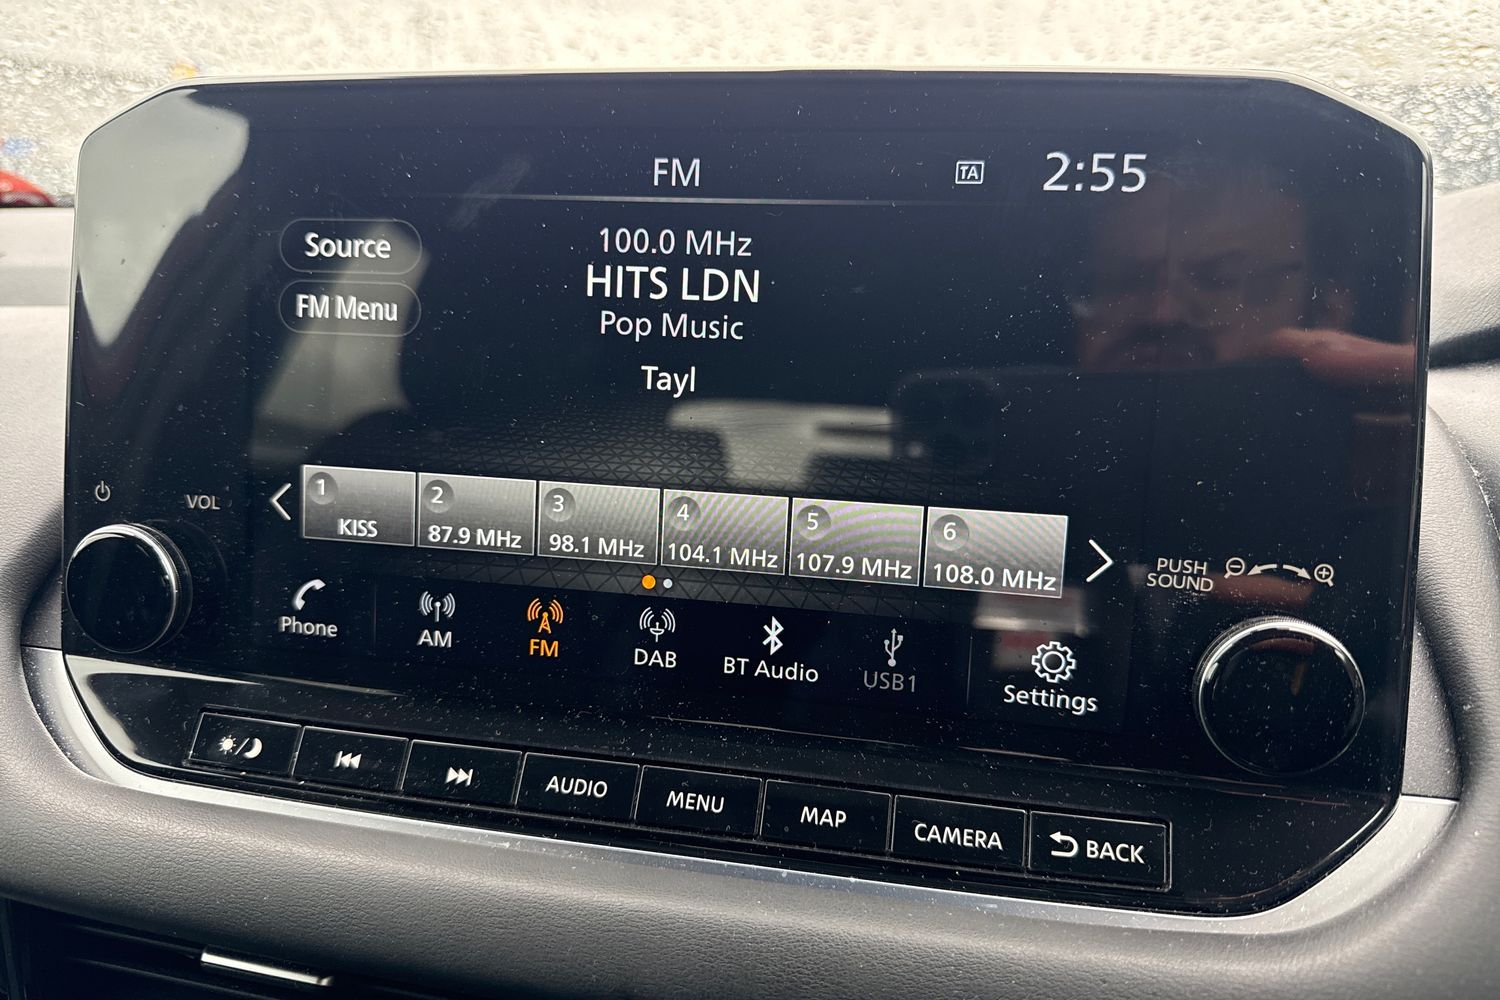 FM
TA
2:55
Source
FM Menu
100.0 MHz
HITS LDN
Pop Music
Tayl
VOL
1
KISS
2
87.9 MHz
3
98.1 MHz
4
104.1 MHz
5
107.9 MHz
6
108.0 MHz
PUSH
SOUND
Phone
AM
FM
DAB
BT Audio
USB1
Settings
AUDIO
MENU
MAP
CAMERA
BACK